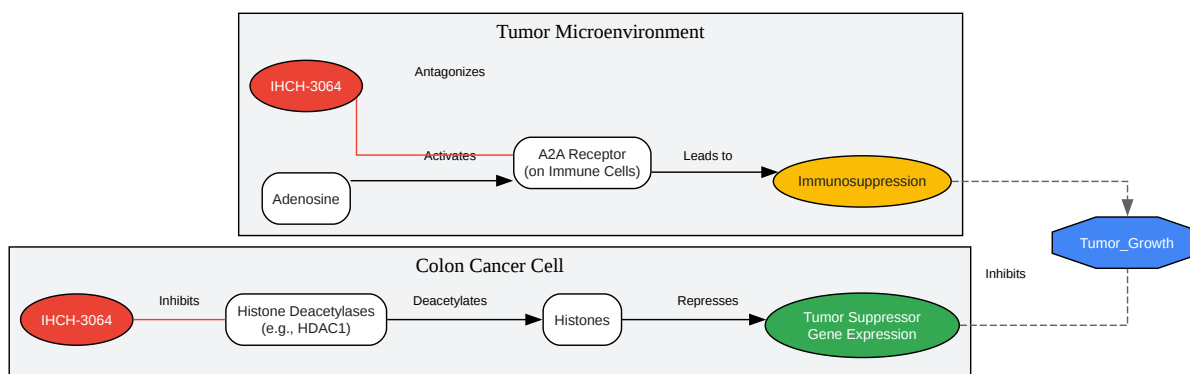 Tumor Microenvironment
IHCH-3064
Antagonizes
Activates
A2A Receptor
(on Immune Cells)
Leads to
Adenosine
Immunosuppression
Tumor_Growth
Colon Cancer Cell
Inhibits
IHCH-3064
Inhibits
Histone Deacetylases
(e.g., HDAC1)
Deacetylates
Histones
Represses
Tumor Suppressor
Gene Expression